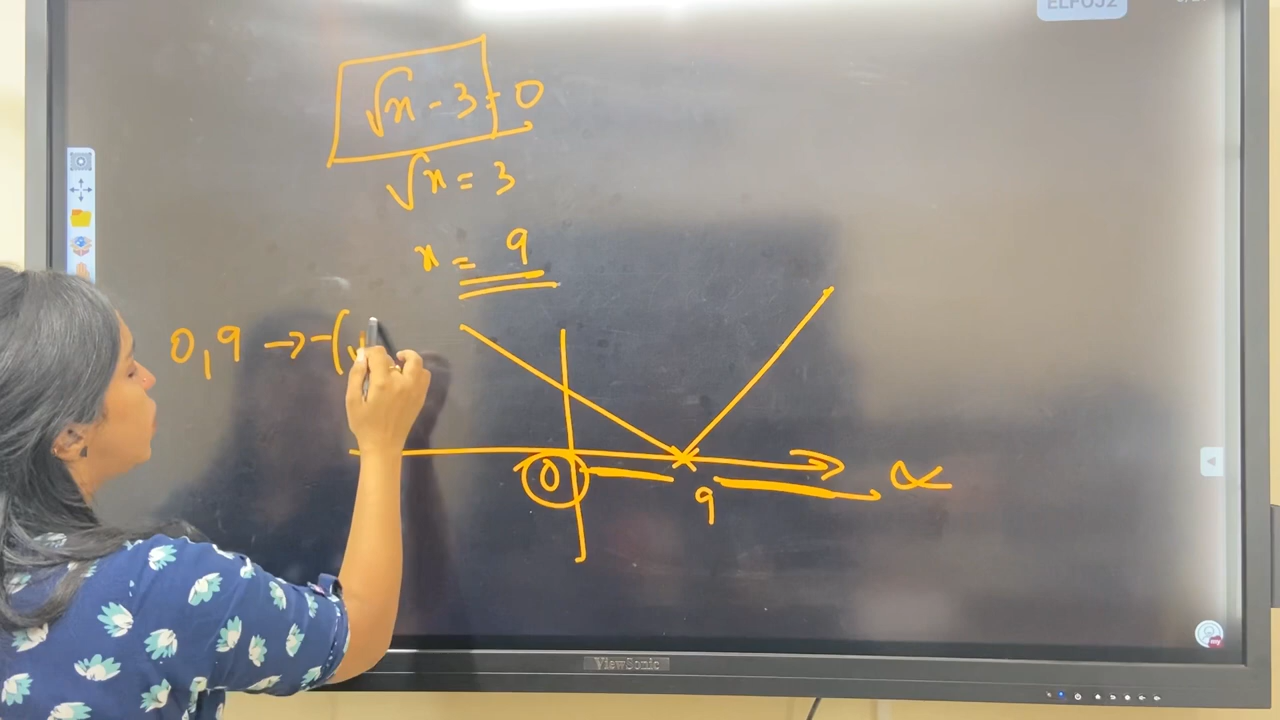 √x - 3 = 0
√x = 3
x = 9
0, 9 → -(√
0
9
∝
ViewSonic